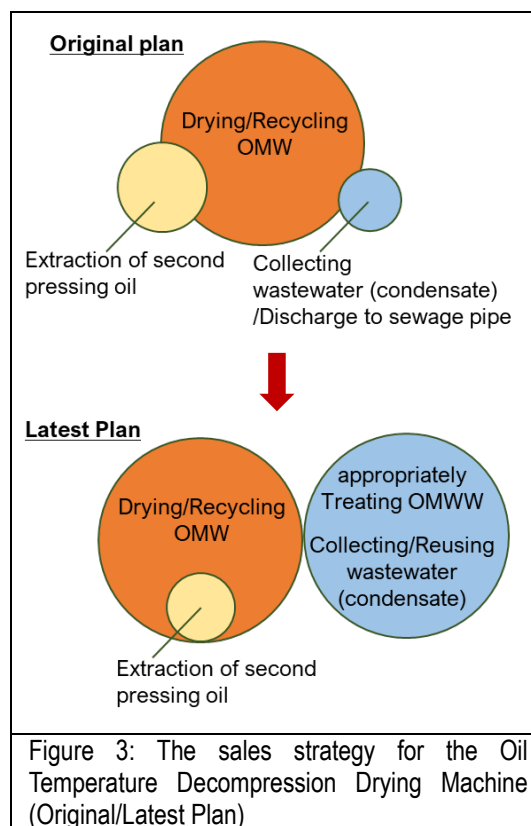 Original plan
Drying/Recycling
OMW
Extraction of second
pressing oil
Collecting
wastewater (condensate)
/Discharge to sewage pipe
Latest Plan
Drying/Recycling
OMW
Extraction of second
pressing oil
appropriately
Treating OMWW
Collecting/Reusing
wastewater
(condensate)
Figure 3: The sales strategy for the Oil
Temperature Decompression Drying Machine
(Original/Latest Plan)